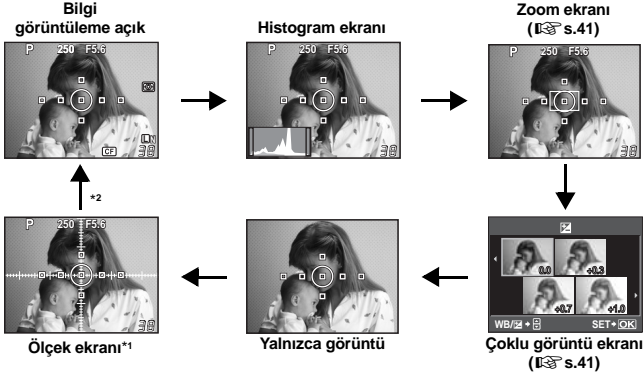 Bilgi
görüntüleme açık
Histogram ekranı
Zoom ekranı
(☞ s.41)
P 250 F5.6
CF
L N
38
P 250 F5.6
38
P 250 F5.6
38
*2
P 250 F5.6
38
0.0 +0.3
+0.7 +1.0
WB/ SET OK
Ölçek ekranı*1
Yalnızca görüntü
Çoklu görüntü ekranı
(☞ s.41)